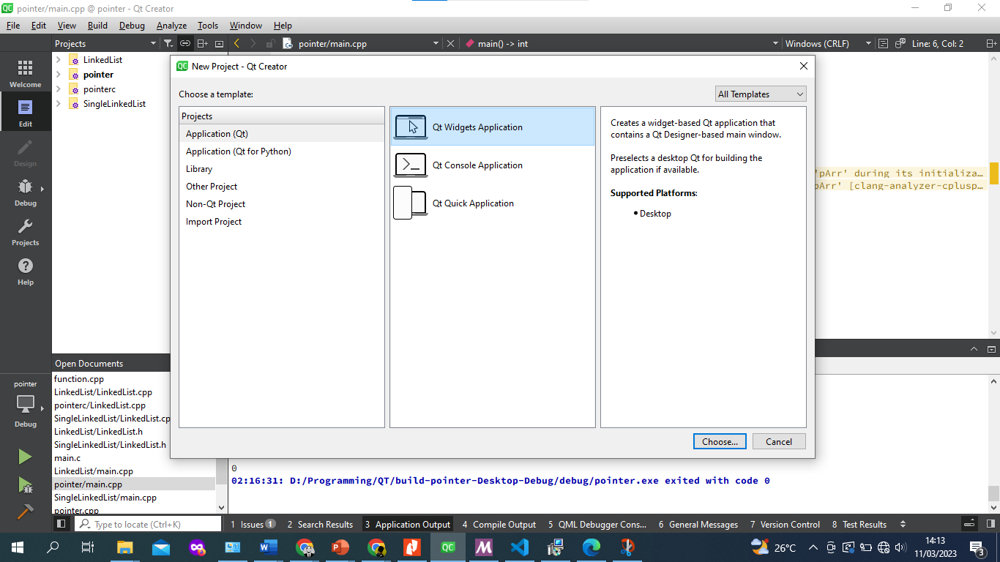 pointer/main.cpp @ pointer - Qt Creator
File Edit View Build Debug Analyze Tools Window Help
Projects
pointer/main.cpp
main() -> int
Windows (CRLF)
Line: 6, Col: 2
Welcome
Edit
Design
Debug
Projects
Help
pointer
Debug
LinkedList
pointer
pointerc
SingleLinkedList
Open Documents
function.cpp
LinkedList/LinkedList.cpp
pointerc/LinkedList.cpp
SingleLinkedList/LinkedList.cp
LinkedList/LinkedList.h
SingleLinkedList/LinkedList.h
main.c
LinkedList/main.cpp
pointer/main.cpp
SingleLinkedList/main.cpp
pointer.cpp
New Project - Qt Creator
Choose a template:
All Templates
Projects
Application (Qt)
Application (Qt for Python)
Library
Other Project
Non-Qt Project
Import Project
Qt Widgets Application
Qt Console Application
Qt Quick Application
Creates a widget-based Qt application that
contains a Qt Designer-based main window.
Preselects a desktop Qt for building the
application if available.
Supported Platforms:
• Desktop
Choose...
Cancel
'pArr' during its initializa...
pArr' [clang-analyzer-cplusp...
0
02:16:31: D:/Programming/QT/build-pointer-Desktop-Debug/debug/pointer.exe exited with code 0
Type to locate (Ctrl+K)
1 Issues 1
2 Search Results
3 Application Output
4 Compile Output
5 QML Debugger Cons...
6 General Messages
7 Version Control
8 Test Results
26°C
14:13
11/03/2023
3